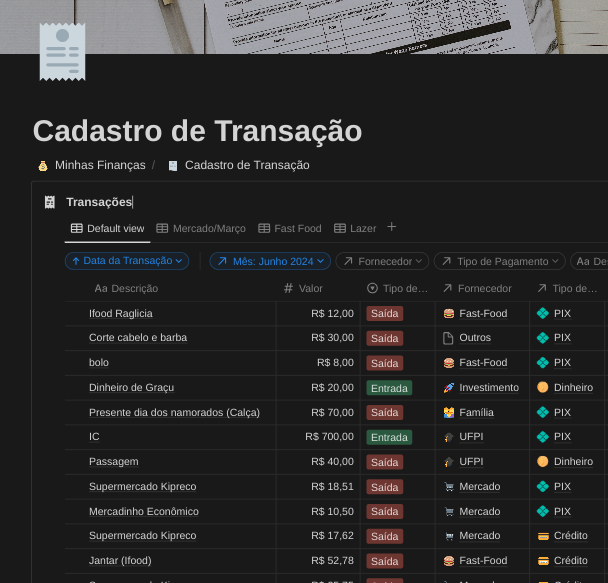 Cadastro de Transação
Minhas Finanças / Cadastro de Transação
Transações
Default view Mercado/Março Fast Food Lazer +
Data da Transação Mês: Junho 2024 Fornecedor Tipo de Pagamento Aa De
Aa Descrição # Valor Tipo de... Fornecedor Tipo de...
Ifood Raglicia R$ 12,00 Saída Fast-Food PIX
Corte cabelo e barba R$ 30,00 Saída Outros PIX
bolo R$ 8,00 Saída Fast-Food PIX
Dinheiro de Graçu R$ 20,00 Entrada Investimento Dinheiro
Presente dia dos namorados (Calça) R$ 70,00 Saída Família PIX
IC R$ 700,00 Entrada UFPI PIX
Passagem R$ 40,00 Saída UFPI Dinheiro
Supermercado Kipreco R$ 18,51 Saída Mercado PIX
Mercadinho Econômico R$ 10,50 Saída Mercado PIX
Supermercado Kipreco R$ 17,62 Saída Mercado Crédito
Jantar (Ifood) R$ 52,78 Saída Fast-Food Crédito